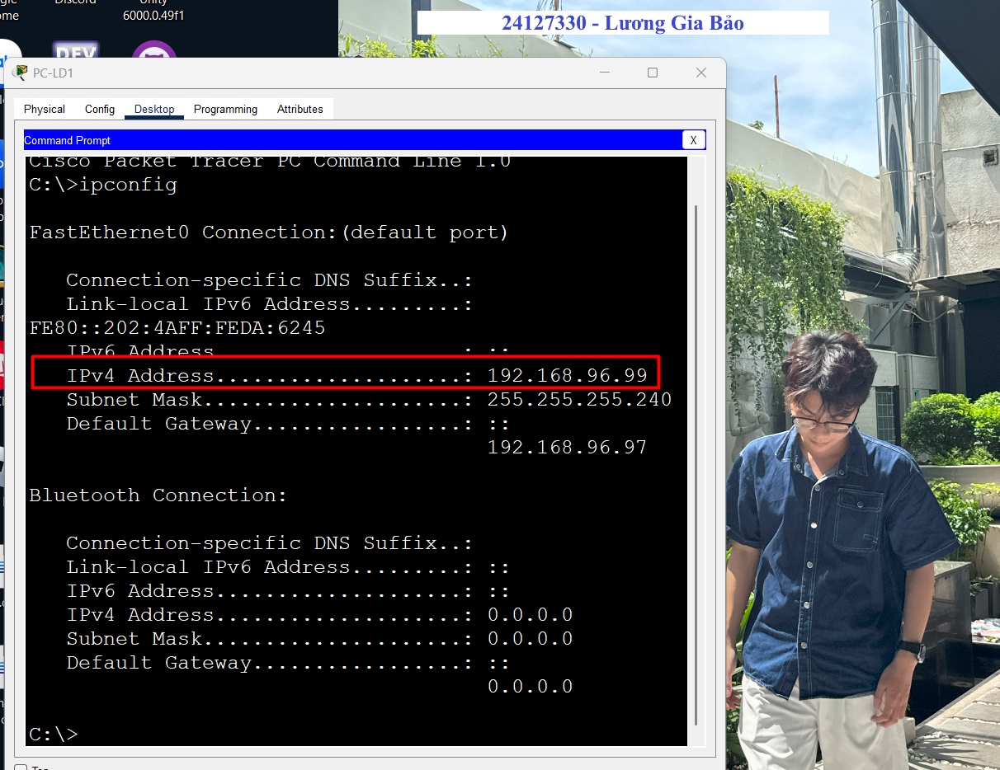 Discord
Unity
6000.0.49f1
24127330 - Lương Gia Bảo
DEV
PC-LD1
Physical Config Desktop Programming Attributes
Command Prompt
X
Cisco Packet Tracer PC Command Line 1.0
C:\>ipconfig
FastEthernet0 Connection:(default port)
Connection-specific DNS Suffix..:
Link-local IPv6 Address.........:
FE80::202:4AFF:FEDA:6245
IPv6 Address....................: ::
IPv4 Address....................: 192.168.96.99
Subnet Mask.....................: 255.255.255.240
Default Gateway.................: ::
192.168.96.97
Bluetooth Connection:
Connection-specific DNS Suffix..:
Link-local IPv6 Address.........: ::
IPv6 Address....................: ::
IPv4 Address....................: 0.0.0.0
Subnet Mask.....................: 0.0.0.0
Default Gateway.................: ::
0.0.0.0
C:\>
Top